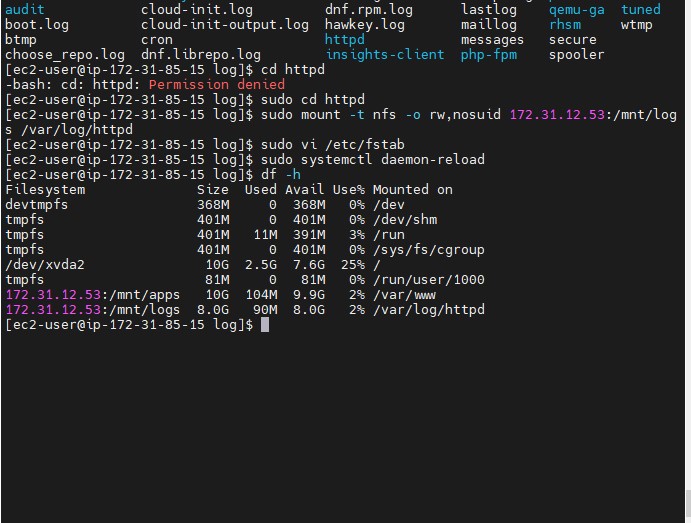 audit cloud-init.log dnf.rpm.log lastlog qemu-ga tuned
boot.log cloud-init-output.log hawkey.log maillog rhsm wtmp
btmp cron httpd messages secure
choose_repo.log dnf.librepo.log insights-client php-fpm spooler
[ec2-user@ip-172-31-85-15 log]$ cd httpd
-bash: cd: httpd: Permission denied
[ec2-user@ip-172-31-85-15 log]$ sudo cd httpd
[ec2-user@ip-172-31-85-15 log]$ sudo mount -t nfs -o rw,nosuid 172.31.12.53:/mnt/log
s /var/log/httpd
[ec2-user@ip-172-31-85-15 log]$ sudo vi /etc/fstab
[ec2-user@ip-172-31-85-15 log]$ sudo systemctl daemon-reload
[ec2-user@ip-172-31-85-15 log]$ df -h
Filesystem Size Used Avail Use% Mounted on
devtmpfs 368M 0 368M 0% /dev
tmpfs 401M 0 401M 0% /dev/shm
tmpfs 401M 11M 391M 3% /run
tmpfs 401M 0 401M 0% /sys/fs/cgroup
/dev/xvda2 10G 2.5G 7.6G 25% /
tmpfs 81M 0 81M 0% /run/user/1000
172.31.12.53:/mnt/apps 10G 104M 9.9G 2% /var/www
172.31.12.53:/mnt/logs 8.0G 90M 8.0G 2% /var/log/httpd
[ec2-user@ip-172-31-85-15 log]$